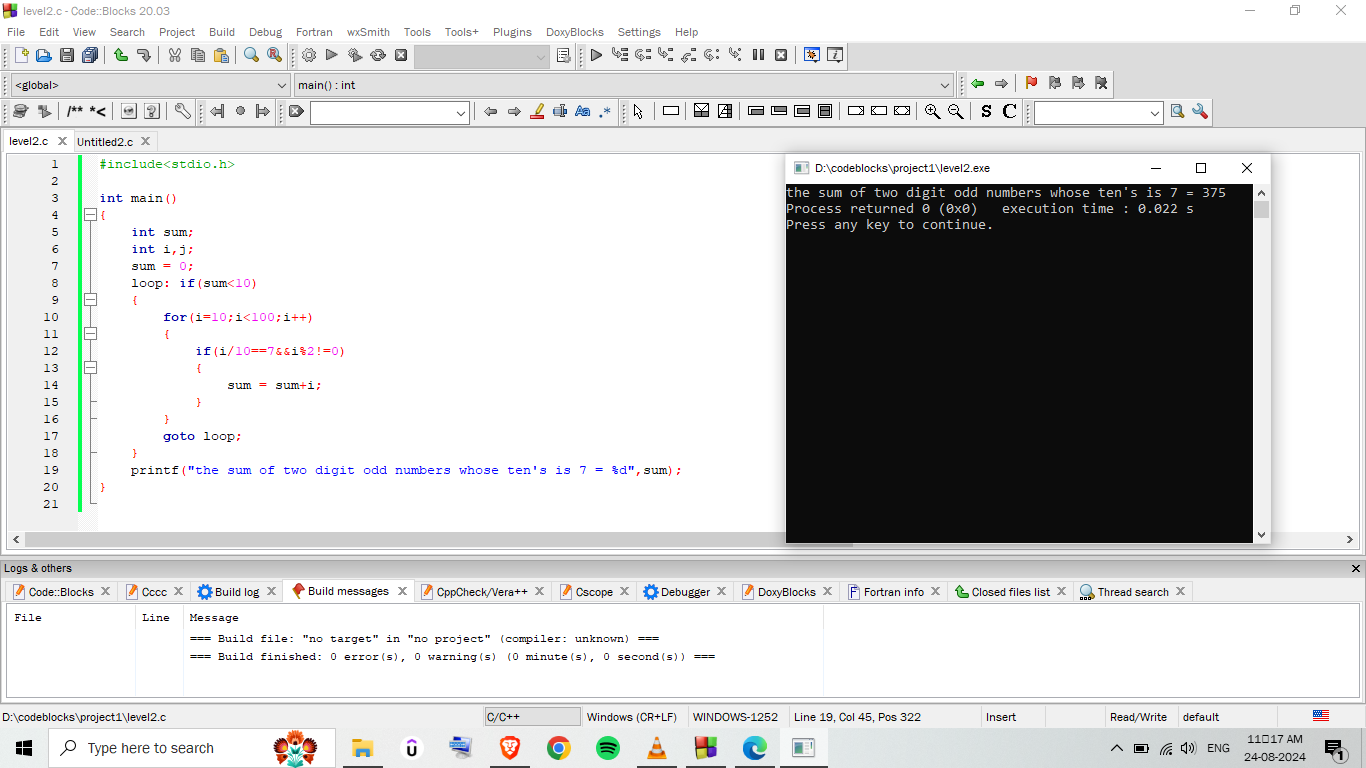 level2.c - Code::Blocks 20.03
File Edit View Search Project Build Debug Fortran wxSmith Tools Tools+ Plugins DoxyBlocks Settings Help
<global> main() : int
/** *< Aa .* S C
level2.c Untitled2.c
1 #include<stdio.h>
2
3 int main()
4 {
5 int sum;
6 int i,j;
7 sum = 0;
8 loop: if(sum<10)
9 {
10 for(i=10;i<100;i++)
11 {
12 if(i/10==7&&i%2!=0)
13 {
14 sum = sum+i;
15 }
16 }
17 goto loop;
18 }
19 printf("the sum of two digit odd numbers whose ten's is 7 = %d",sum);
20 }
21
D:\codeblocks\project1\level2.exe
the sum of two digit odd numbers whose ten's is 7 = 375
Process returned 0 (0x0) execution time : 0.022 s
Press any key to continue.
Logs & others
Code::Blocks Cccc Build log Build messages CppCheck/Vera++ Cscope Debugger DoxyBlocks Fortran info Closed files list Thread search
File Line Message
=== Build file: "no target" in "no project" (compiler: unknown) ===
=== Build finished: 0 error(s), 0 warning(s) (0 minute(s), 0 second(s)) ===
D:\codeblocks\project1\level2.c C/C++ Windows (CR+LF) WINDOWS-1252 Line 19, Col 45, Pos 322 Insert Read/Write default
Type here to search
ENG
11□17 AM
24-08-2024
1